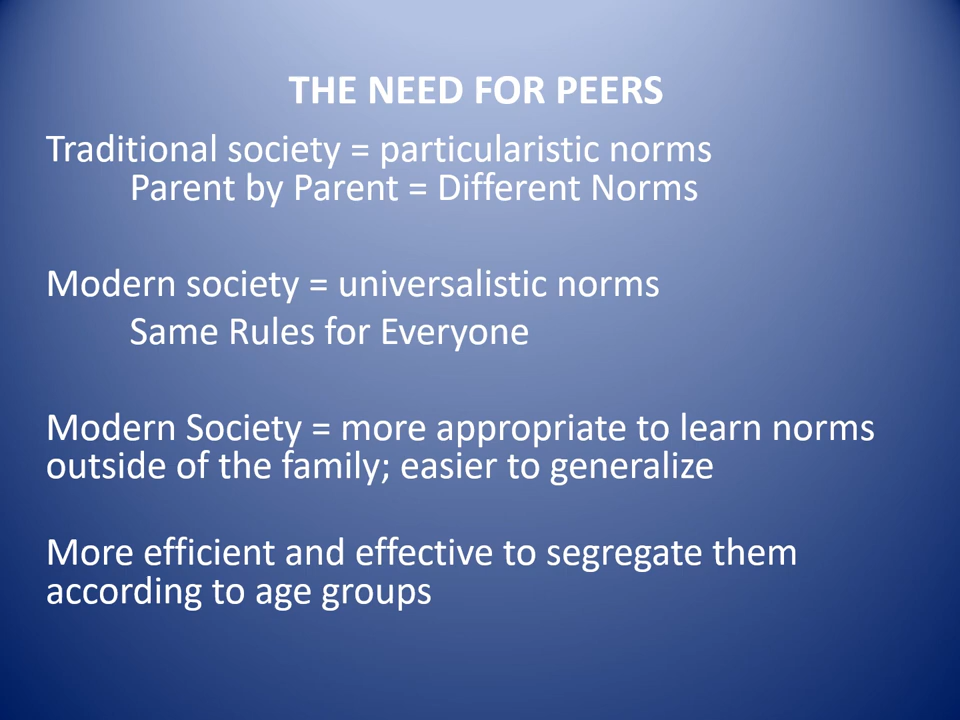 THE NEED FOR PEERS
Traditional society = particularistic norms
Parent by Parent = Different Norms
Modern society = universalistic norms
Same Rules for Everyone
Modern Society = more appropriate to learn norms
outside of the family; easier to generalize
More efficient and effective to segregate them
according to age groups